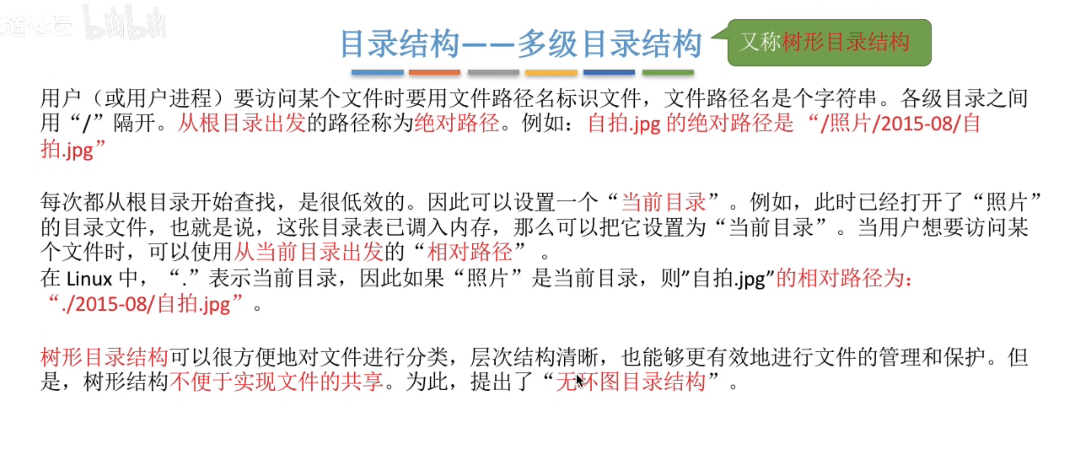 道论坛 bilibili
目录结构——多级目录结构
又称树形目录结构
用户（或用户进程）要访问某个文件时要用文件路径名标识文件，文件路径名是个字符串。各级目录之间
用“/”隔开。从根目录出发的路径称为绝对路径。例如：自拍.jpg 的绝对路径是 “/照片/2015-08/自
拍.jpg”
每次都从根目录开始查找，是很低效的。因此可以设置一个“当前目录”。例如，此时已经打开了“照片”
的目录文件，也就是说，这张目录表已调入内存，那么可以把它设置为“当前目录”。当用户想要访问某
个文件时，可以使用从当前目录出发的“相对路径” 。
在 Linux 中，“.”表示当前目录，因此如果“照片”是当前目录，则”自拍.jpg”的相对路径为：
“./2015-08/自拍.jpg” 。
树形目录结构可以很方便地对文件进行分类，层次结构清晰，也能够更有效地进行文件的管理和保护。但
是，树形结构不便于实现文件的共享。为此，提出了“无环图目录结构”。